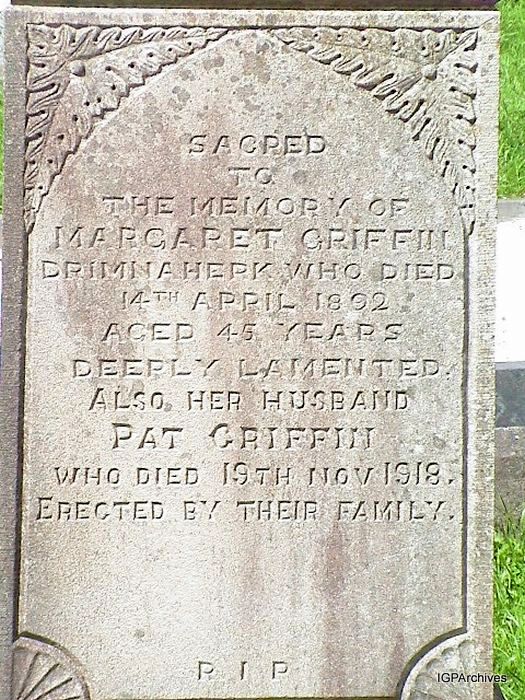 SACRED
TO
THE MEMORY OF
MARGARET GRIFFIN
DRIMNAHERK WHO DIED
14TH APRIL 1892
AGED 45 YEARS
DEEPLY LAMENTED.
ALSO HER HUSBAND
PAT GRIFFIN
WHO DIED 19TH NOV 1918.
ERECTED BY THEIR FAMILY.
R I P
IGPArchives